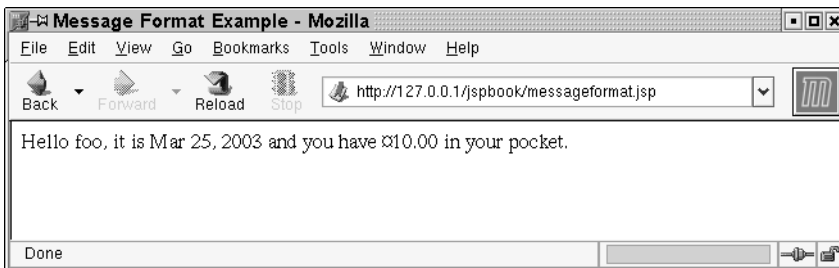 Message Format Example - Mozilla
File Edit View Go Bookmarks Tools Window Help
Back Forward Reload Stop http://127.0.0.1/jspbook/messageformat.jsp
Hello foo, it is Mar 25, 2003 and you have ¤10.00 in your pocket.
Done